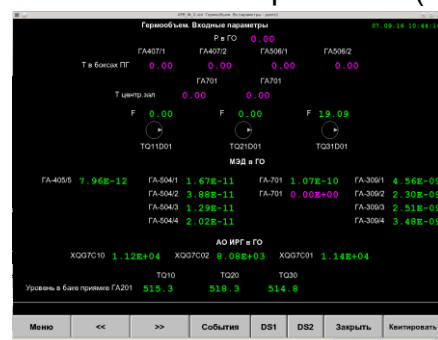 Гермообъем. Входные параметры 07.09.16 10:44:14
P в ГО 0.00
ГА407/1 ГА407/2 ГА506/1 ГА506/2
T в боксах ПГ 0.00 0.00 0.00 0.00
ГА701 ГА701
T центр.зал 0.00 0.00
F 0.00 F 0.00 F 19.09
TQ11D01 TQ21D01 TQ31D01
МЭД в ГО
ГА-405/5 7.96E-12 ГА-504/1 1.67E-11 ГА-701 1.07E-10 ГА-309/1 4.56E-09
ГА-504/2 3.88E-11 ГА-701 0.00E+00 ГА-309/2 2.30E-09
ГА-504/3 1.29E-11 ГА-309/3 2.51E-09
ГА-504/4 2.02E-11 ГА-309/4 3.48E-09
АО ИРГ в ГО
XQG7C10 1.12E+04 XQG7C02 8.08E+03 XQG7C01 1.14E+04
TQ10 TQ20 TQ30
Уровень в баке приямке ГА201 515.3 518.3 514.8
Меню << >> События DS1 DS2 Закрыть Квитировать